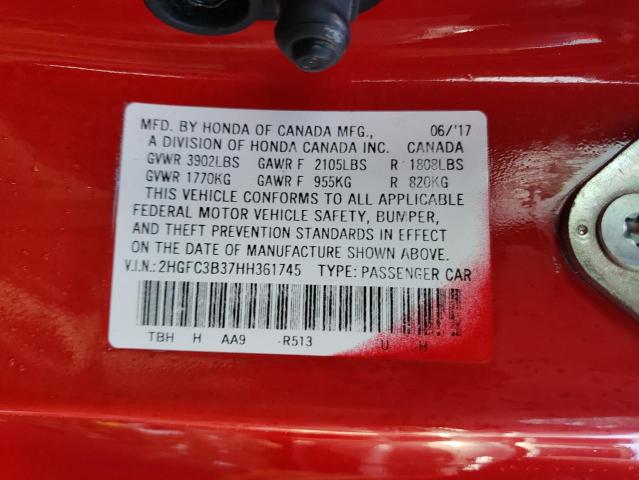 MFD. BY HONDA OF CANADA MFG., 06/'17
A DIVISION OF HONDA CANADA INC. CANADA
GVWR 3902LBS GAWR F 2105LBS R 1808LBS
GVWR 1770KG GAWR F 955KG R 820KG
THIS VEHICLE CONFORMS TO ALL APPLICABLE
FEDERAL MOTOR VEHICLE SAFETY, BUMPER,
AND THEFT PREVENTION STANDARDS IN EFFECT
ON THE DATE OF MANUFACTURE SHOWN ABOVE.
V.I.N.: 2HGFC3B37HH361745 TYPE: PASSENGER CAR
TBH H AA9 -R513 U H